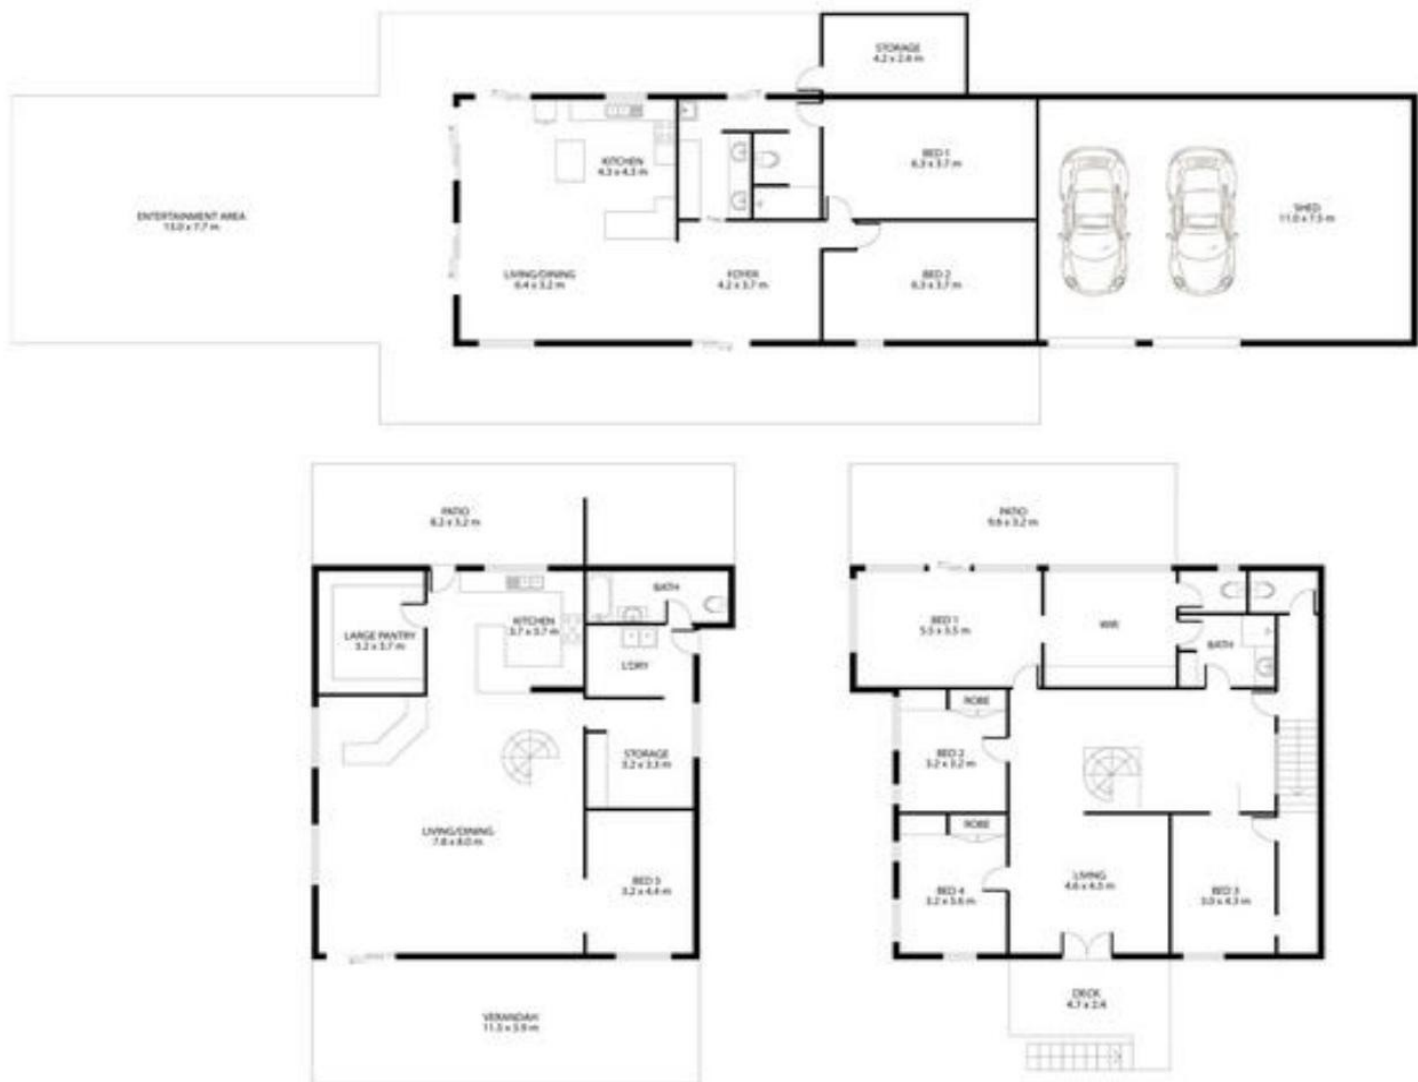 STORAGE
4.2 x 2.4 m
KITCHEN
4.3 x 4.3 m
BED 1
6.3 x 3.7 m
ENTERTAINMENT AREA
13.0 x 7.7 m
SHED
11.0 x 7.5 m
LIVING/DINING
6.4 x 3.2 m
FOYER
4.2 x 3.7 m
BED 2
6.3 x 3.7 m
PATIO
8.2 x 3.2 m
BATH
KITCHEN
3.7 x 3.7 m
LARGE PANTRY
3.2 x 3.7 m
L'DRY
STORAGE
3.2 x 3.3 m
LIVING/DINING
7.8 x 8.0 m
BED 5
3.2 x 4.4 m
VERANDAH
11.5 x 3.9 m
PATIO
9.6 x 3.2 m
BED 1
5.5 x 3.5 m
WIR
BATH
ROBE
BED 2
3.2 x 3.2 m
ROBE
BED 4
3.2 x 3.6 m
LIVING
4.6 x 4.3 m
BED 3
3.0 x 4.3 m
DECK
4.7 x 2.4